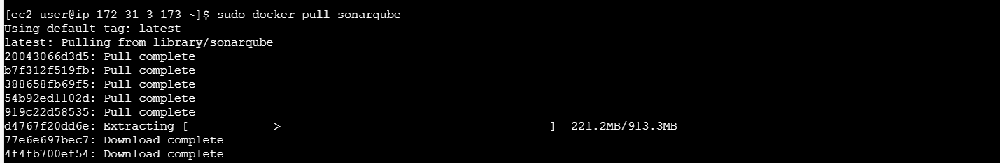 [ec2-user@ip-172-31-3-173 ~]$ sudo docker pull sonarqube
Using default tag: latest
latest: Pulling from library/sonarqube
20043066d3d5: Pull complete
b7f312f519fb: Pull complete
388658fb69f5: Pull complete
54b92ed1102d: Pull complete
919c22d58535: Pull complete
d4767f20dd6e: Extracting [============>                                      ]  221.2MB/913.3MB
77e6e697bec7: Download complete
4f4fb700ef54: Download complete